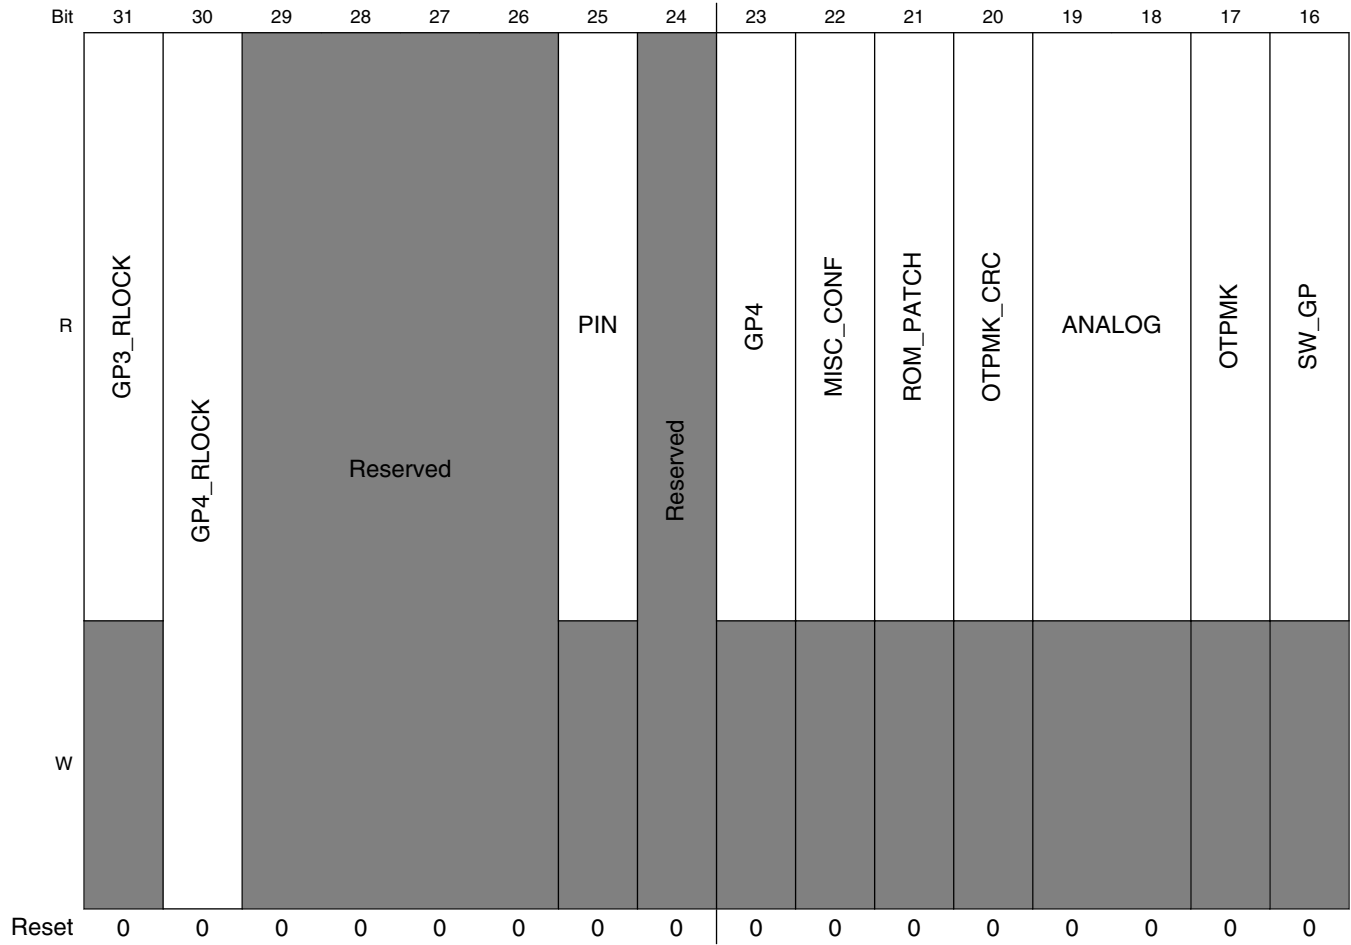 Bit 31 30 29 28 27 26 25 24 23 22 21 20 19 18 17 16
R GP3_RLOCK GP4_RLOCK Reserved PIN Reserved GP4 MISC_CONF ROM_PATCH OTPMK_CRC ANALOG OTPMK SW_GP
W
Reset 0 0 0 0 0 0 0 0 0 0 0 0 0 0 0 0